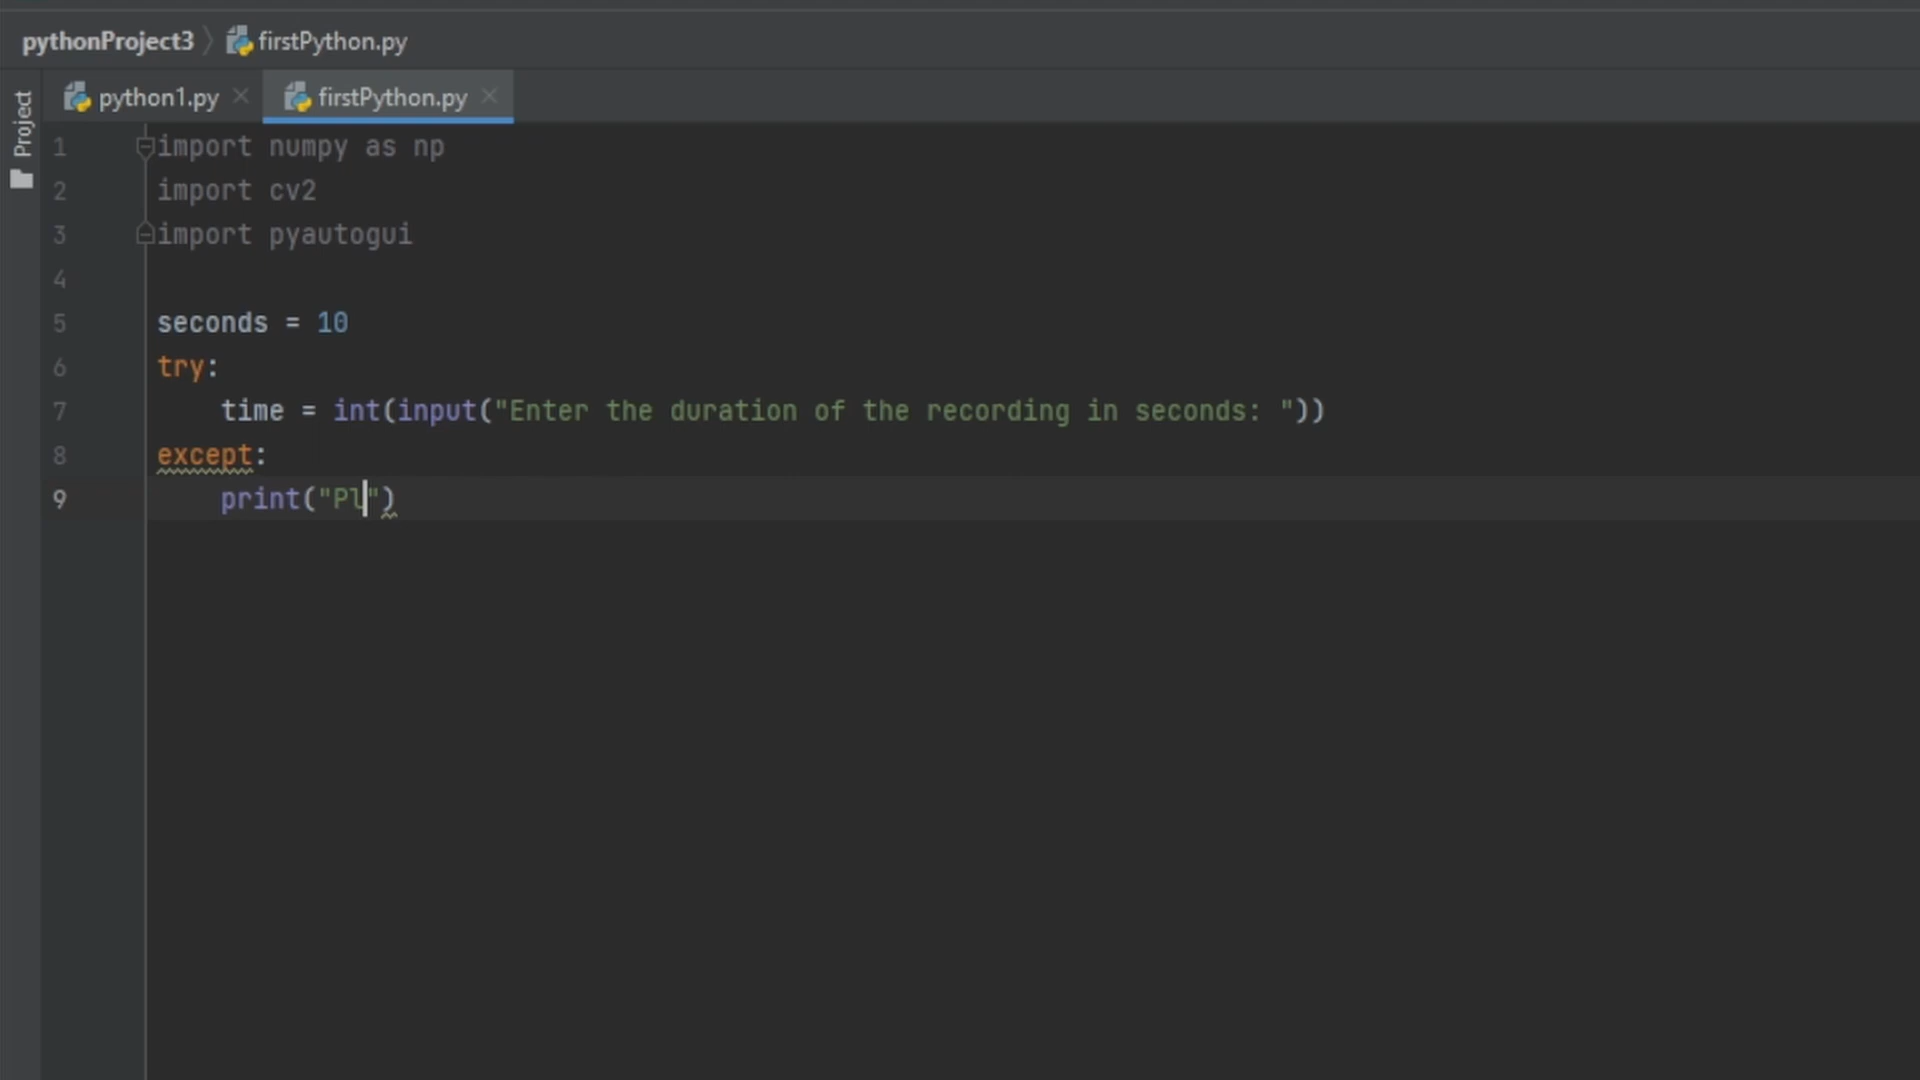 pythonProject3 firstPython.py
python1.py firstPython.py
Project
1 import numpy as np
2 import cv2
3 import pyautogui
4
5 seconds = 10
6 try:
7 time = int(input("Enter the duration of the recording in seconds: "))
8 except:
9 print("Pl")